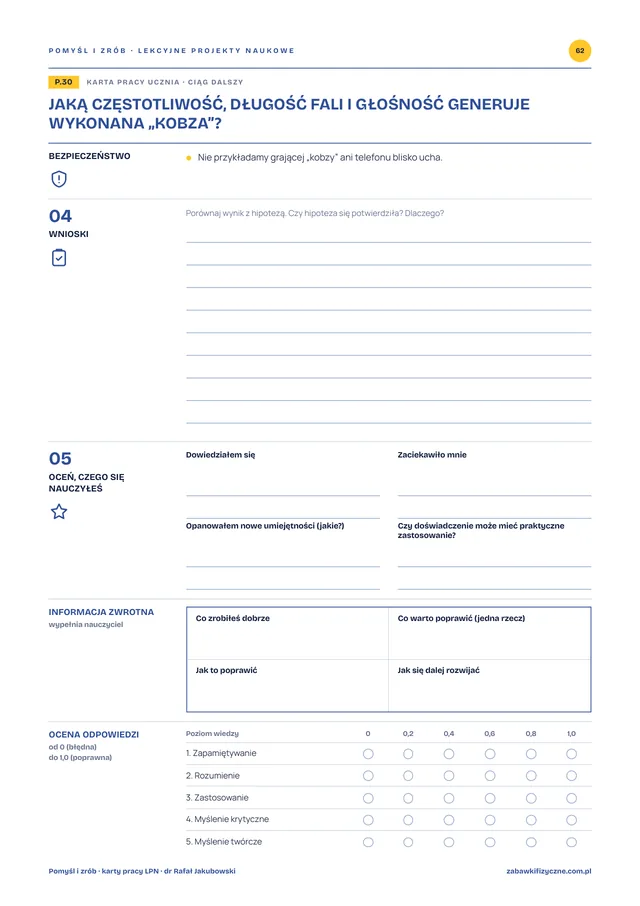 POMYŚL I ZRÓB · LEKCYJNE PROJEKTY NAUKOWE
62
P.30 KARTA PRACY UCZNIA · CIĄG DALSZY
JAKĄ CZĘSTOTLIWOŚĆ, DŁUGOŚĆ FALI I GŁOŚNOŚĆ GENERUJE
WYKONANA „KOBZA”?
BEZPIECZEŃSTWO
Nie przykładamy grającej „kobzy” ani telefonu blisko ucha.
04
WNIOSKI
Porównaj wynik z hipotezą. Czy hipoteza się potwierdziła? Dlaczego?
05
OCEŃ, CZEGO SIĘ
NAUCZYŁEŚ
Dowiedziałem się
Zaciekawiło mnie
Opanowałem nowe umiejętności (jakie?)
Czy doświadczenie może mieć praktyczne
zastosowanie?
INFORMACJA ZWROTNA
wypełnia nauczyciel
Co zrobiłeś dobrze
Co warto poprawić (jedna rzecz)
Jak to poprawić
Jak się dalej rozwijać
OCENA ODPOWIEDZI
od 0 (błędna)
do 1,0 (poprawna)
Poziom wiedzy 0 0,2 0,4 0,6 0,8 1,0
1. Zapamiętywanie
2. Rozumienie
3. Zastosowanie
4. Myślenie krytyczne
5. Myślenie twórcze
Pomyśl i zrób · karty pracy LPN · dr Rafał Jakubowski
zabawkifizyczne.com.pl